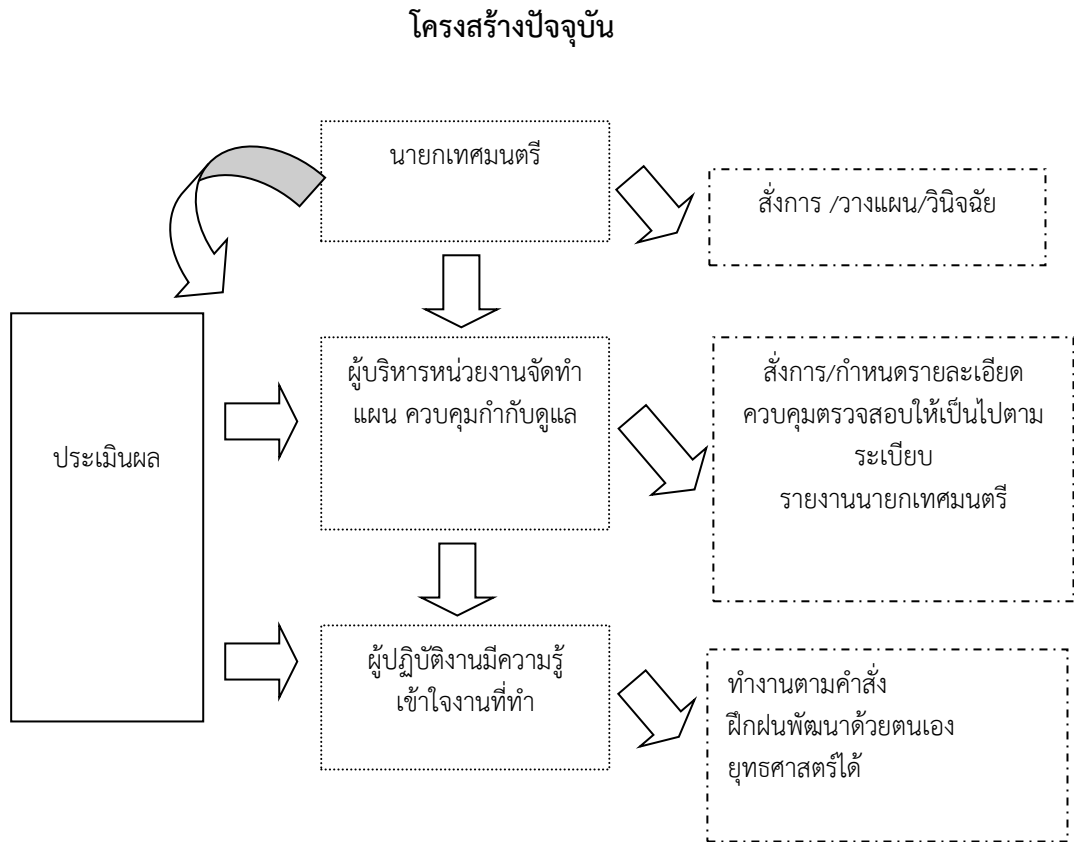 โครงสร้างปัจจุบัน
นายกเทศมนตรี
สั่งการ /วางแผน/วินิจฉัย
ผู้บริหารหน่วยงานจัดทำ
แผน ควบคุมกำกับดูแล
สั่งการ/กำหนดรายละเอียด
ควบคุมตรวจสอบให้เป็นไปตาม
ระเบียบ
รายงานนายกเทศมนตรี
ประเมินผล
ผู้ปฏิบัติงานมีความรู้
เข้าใจงานที่ทำ
ทำงานตามคำสั่ง
ฝึกฝนพัฒนาด้วยตนเอง
ยุทธศาสตร์ได้